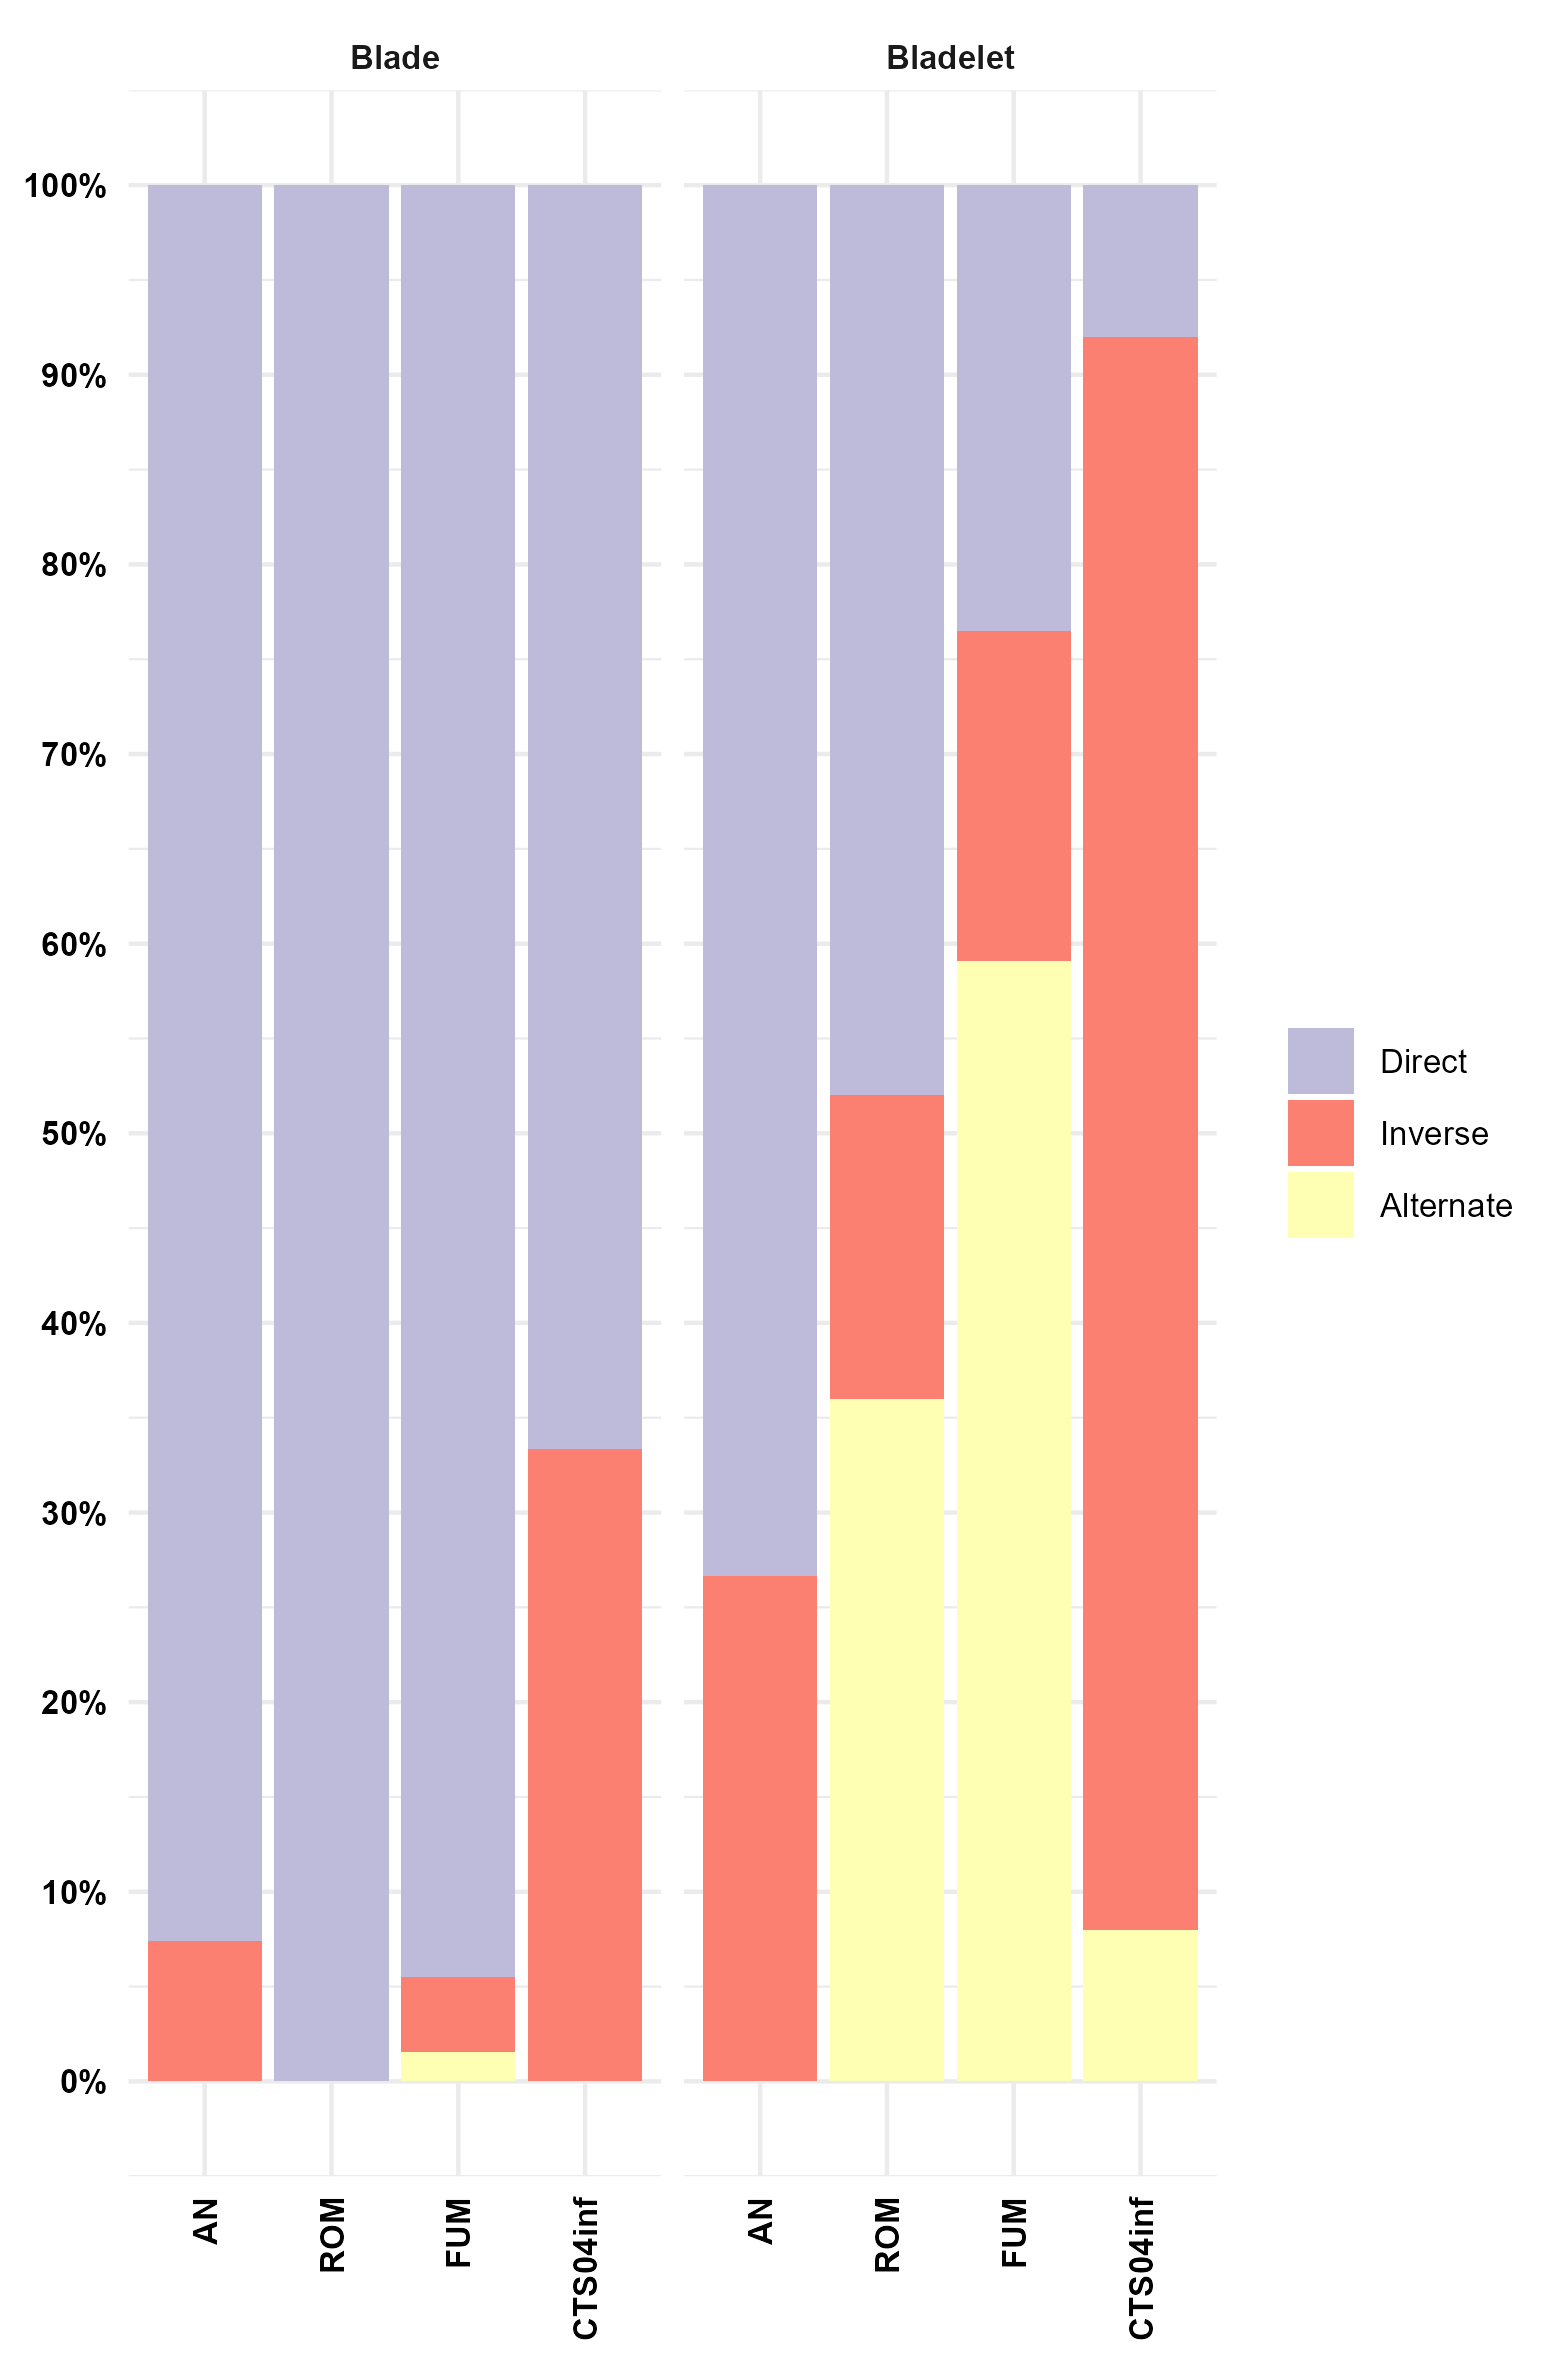 Blade
Bladelet
100%
90%
80%
70%
60%
50%
40%
30%
20%
10%
0%
AN
ROM
FUM
CTS04inf
AN
ROM
FUM
CTS04inf
Direct
Inverse
Alternate